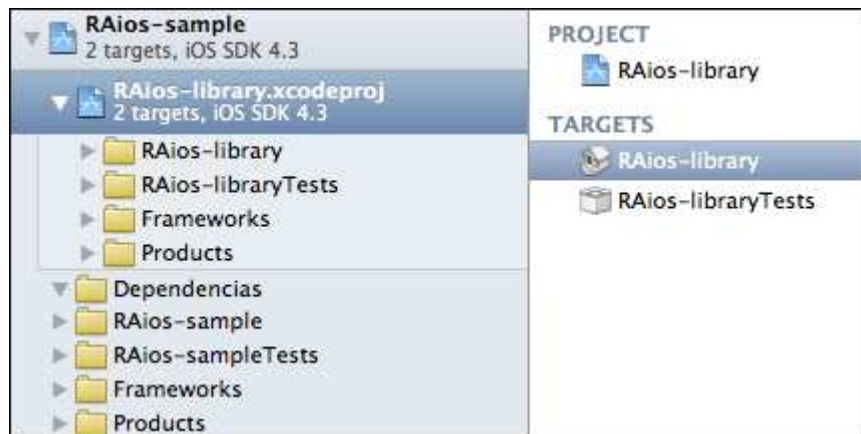 RAios-sample
2 targets, iOS SDK 4.3
RAios-library.xcodeproj
2 targets, iOS SDK 4.3
RAios-library
RAios-libraryTests
Frameworks
Products
Dependencias
RAios-sample
RAios-sampleTests
Frameworks
Products
PROJECT
RAios-library
TARGETS
RAios-library
RAios-libraryTests